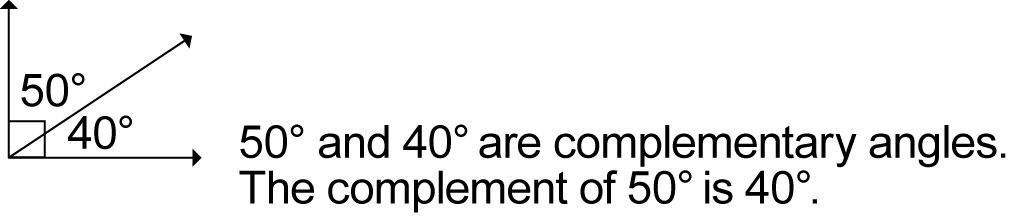 50°
40°
50° and 40° are complementary angles.
The complement of 50° is 40°.